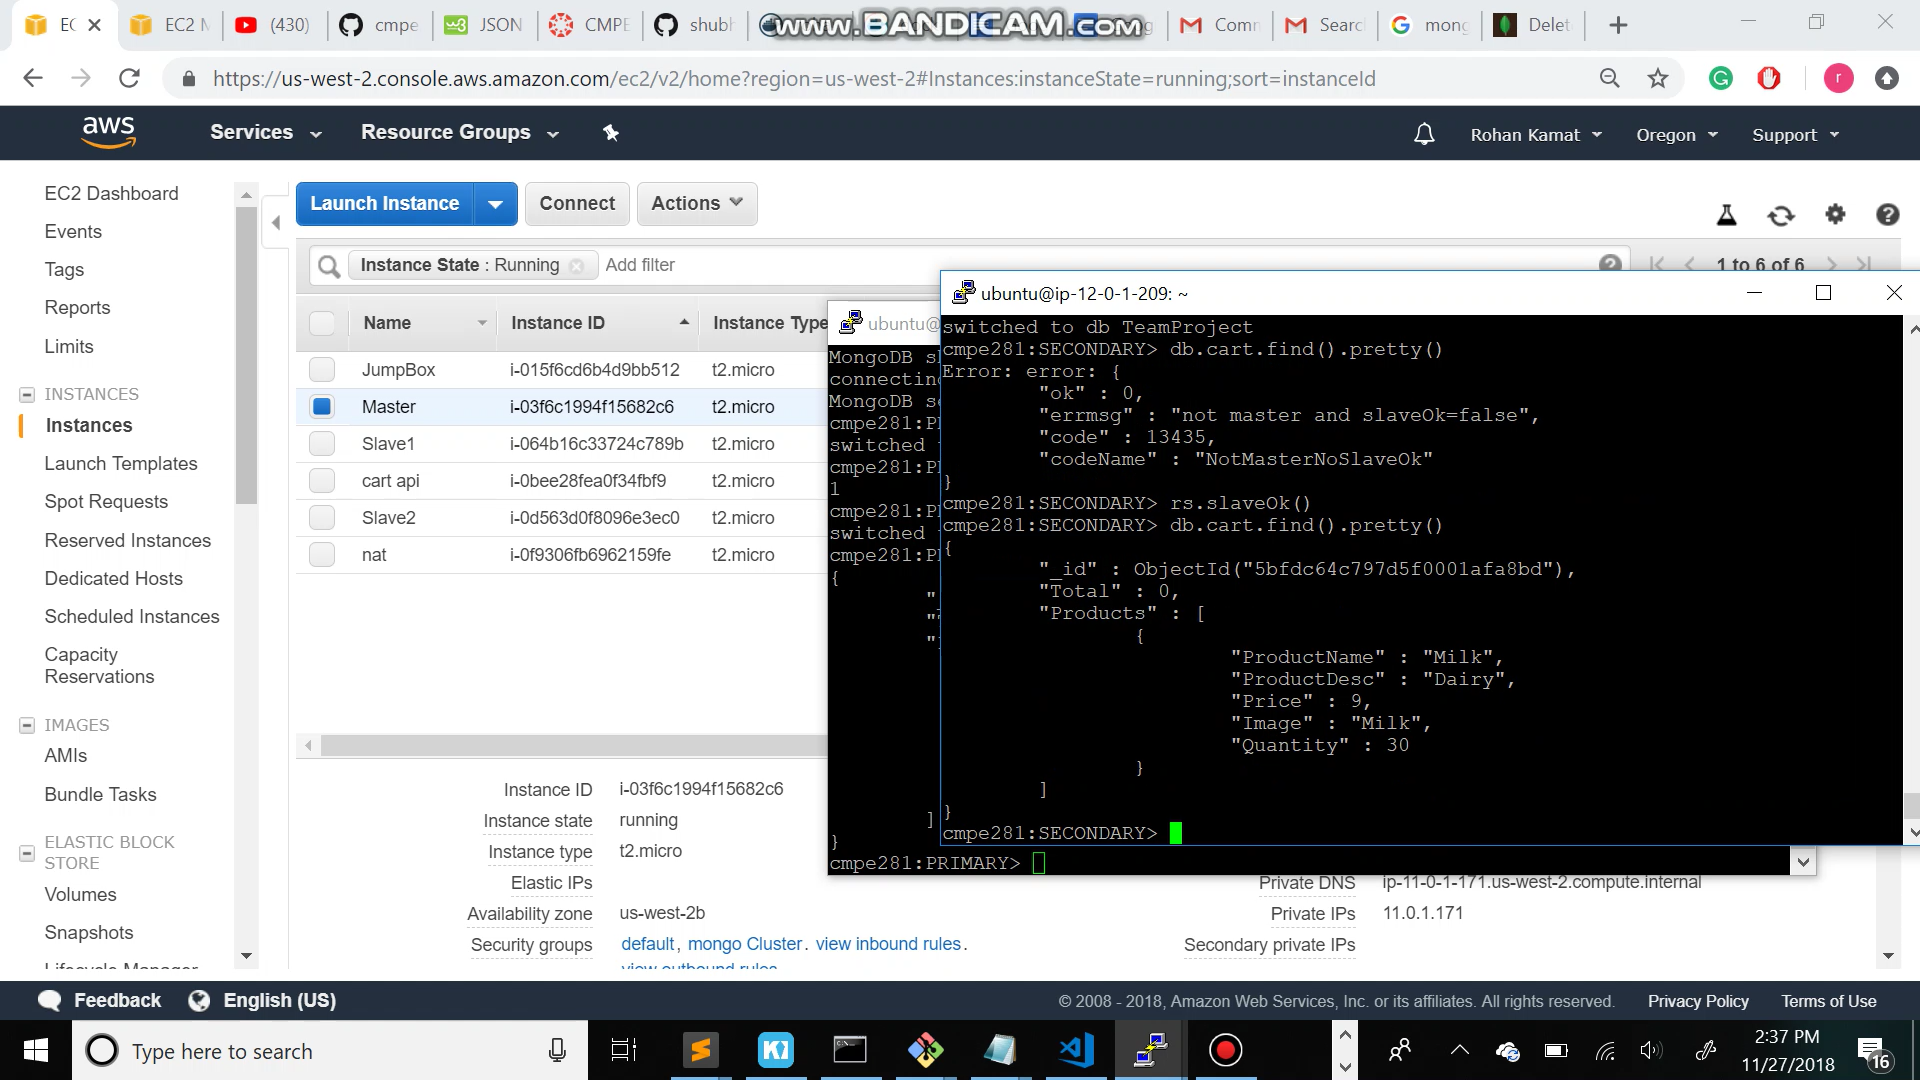 EC
EC2 M
(430)
cmpe
JSON
CMPE
shubh
www.BANDICAM.com
Comr
Searc
mong
Delet
https://us-west-2.console.aws.amazon.com/ec2/v2/home?region=us-west-2#Instances:instanceState=running;sort=instanceId
r
aws
Services
Resource Groups
Rohan Kamat
Oregon
Support
EC2 Dashboard
Events
Tags
Reports
Limits
INSTANCES
Instances
Launch Templates
Spot Requests
Reserved Instances
Dedicated Hosts
Scheduled Instances
Capacity
Reservations
IMAGES
AMIs
Bundle Tasks
ELASTIC BLOCK
STORE
Volumes
Snapshots
Lifecycle Manager
Launch Instance
Connect
Actions
Instance State : Running
Add filter
1 to 6 of 6
Name
Instance ID
Instance Type
JumpBox i-015f6cd6b4d9bb512 t2.micro
Master i-03f6c1994f15682c6 t2.micro
Slave1 i-064b16c33724c789b t2.micro
cart api i-0bee28fea0f34fbf9 t2.micro
Slave2 i-0d563d0f8096e3ec0 t2.micro
nat i-0f9306fb6962159fe t2.micro
Instance ID i-03f6c1994f15682c6
Instance state running
Instance type t2.micro
Elastic IPs
Availability zone us-west-2b
Security groups default, mongo Cluster. view inbound rules.
view outbound rules
Private DNS ip-11-0-1-171.us-west-2.compute.internal
Private IPs 11.0.1.171
Secondary private IPs
ubuntu@
MongoDB s
connectin
MongoDB se
cmpe281:P
switched
cmpe281:P
1
cmpe281:P
switched
cmpe281:P
{
"
"
"
]
}
cmpe281:PRIMARY>
ubuntu@ip-12-0-1-209: ~
switched to db TeamProject
cmpe281:SECONDARY> db.cart.find().pretty()
Error: error: {
"ok" : 0,
"errmsg" : "not master and slaveOk=false",
"code" : 13435,
"codeName" : "NotMasterNoSlaveOk"
}
cmpe281:SECONDARY> rs.slaveOk()
cmpe281:SECONDARY> db.cart.find().pretty()
{
"_id" : ObjectId("5bfdc64c797d5f0001afa8bd"),
"Total" : 0,
"Products" : [
{
"ProductName" : "Milk",
"ProductDesc" : "Dairy",
"Price" : 9,
"Image" : "Milk",
"Quantity" : 30
}
]
}
cmpe281:SECONDARY>
Feedback
English (US)
© 2008 - 2018, Amazon Web Services, Inc. or its affiliates. All rights reserved.
Privacy Policy
Terms of Use
Type here to search
2:37 PM
11/27/2018
16